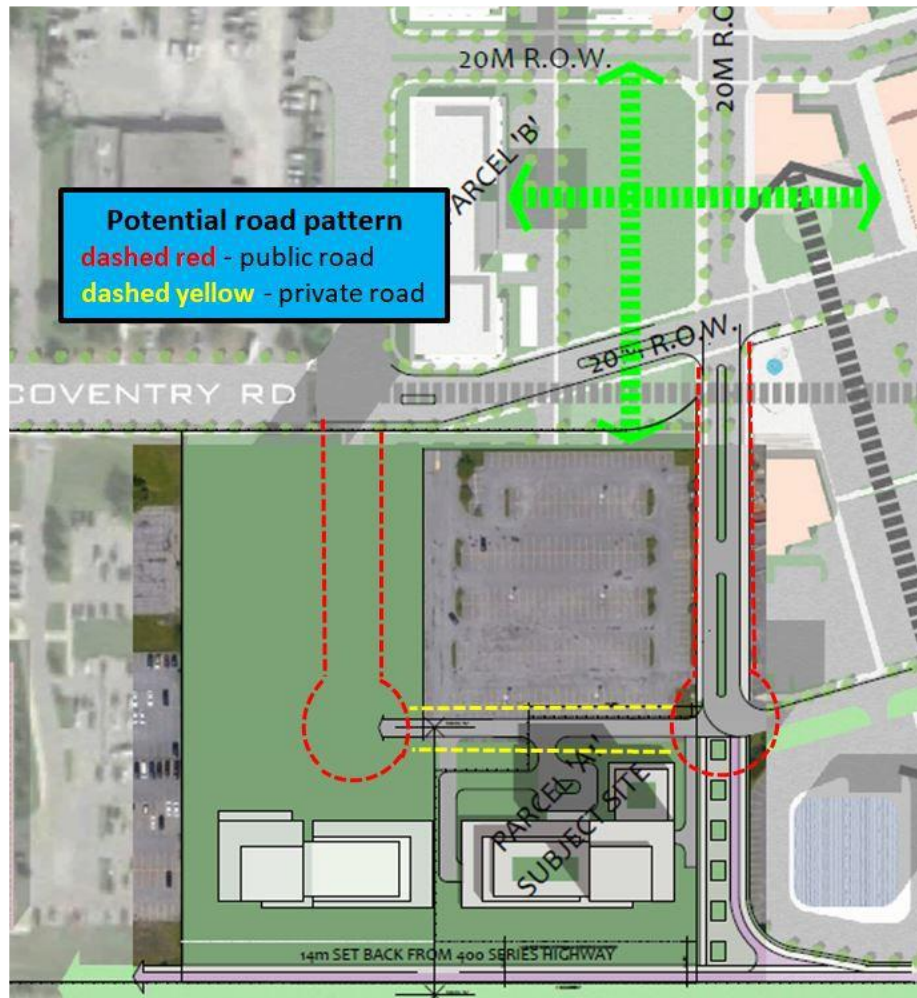 20M R.O.W.
20M R.O
PARCEL 'B'
Potential road pattern
dashed red - public road
dashed yellow - private road
R.O.W.
COVENTRY RD
PARCEL 'A'
SUBJECT SITE
14m SET BACK FROM 400 SERIES HIGHWAY